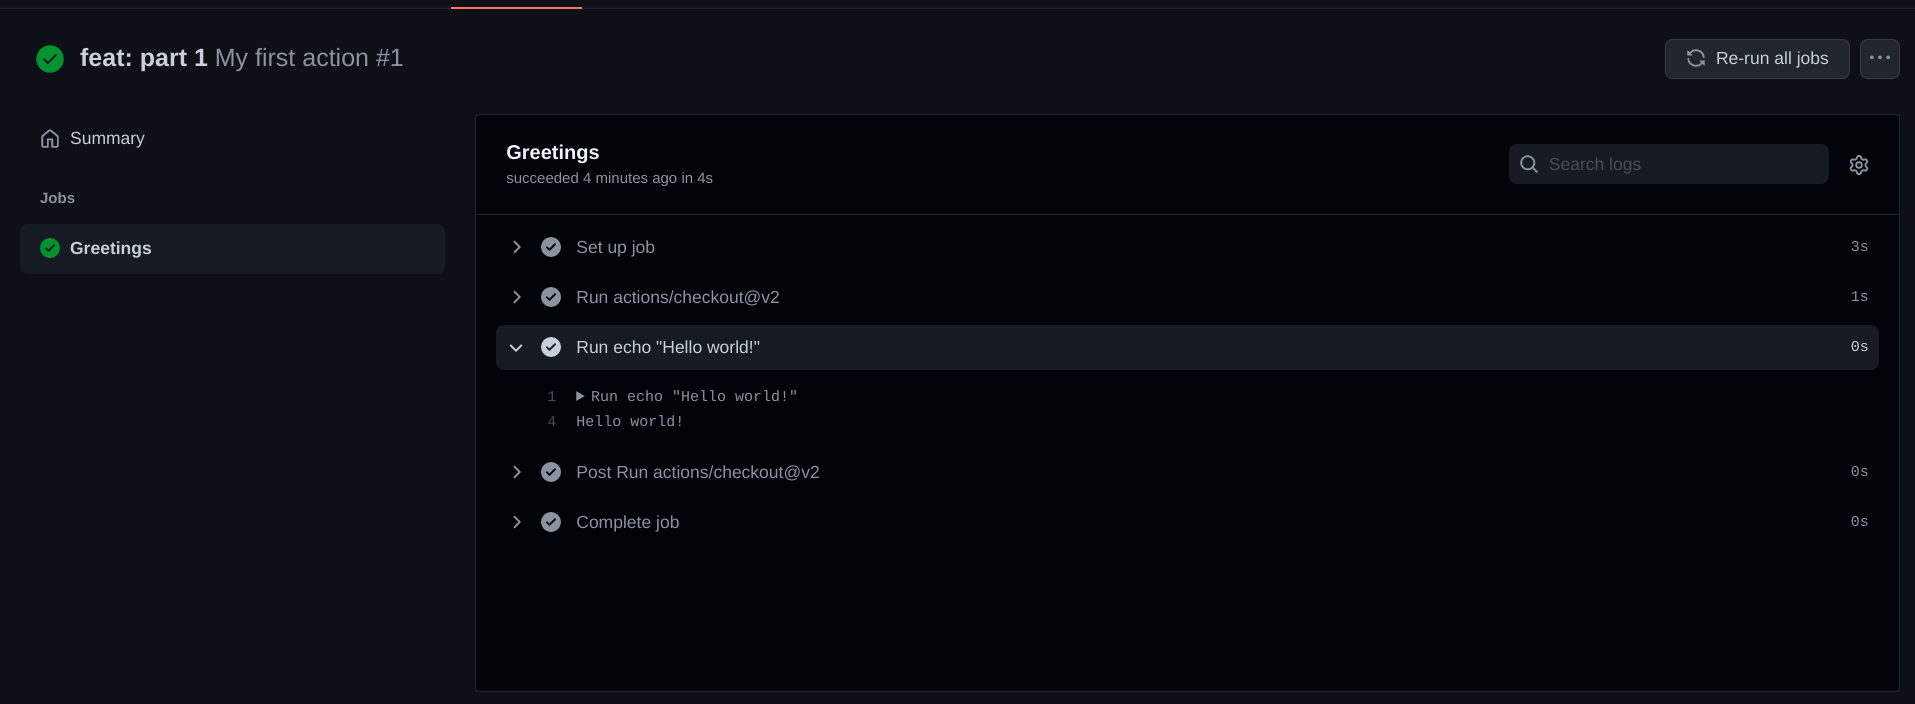 feat: part 1 My first action #1
Re-run all jobs
Summary
Jobs
Greetings
Greetings
succeeded 4 minutes ago in 4s
Search logs
Set up job 3s
Run actions/checkout@v2 1s
Run echo "Hello world!" 0s
1 Run echo "Hello world!"
4 Hello world!
Post Run actions/checkout@v2 0s
Complete job 0s